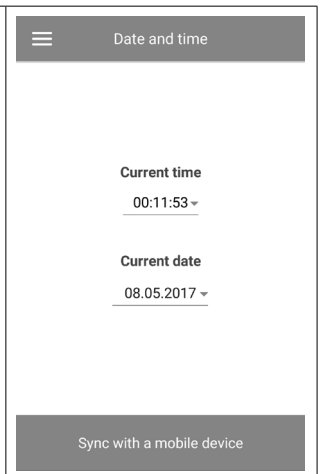 Date and time
Current time
00:11:53
Current date
08.05.2017
Sync with a mobile device